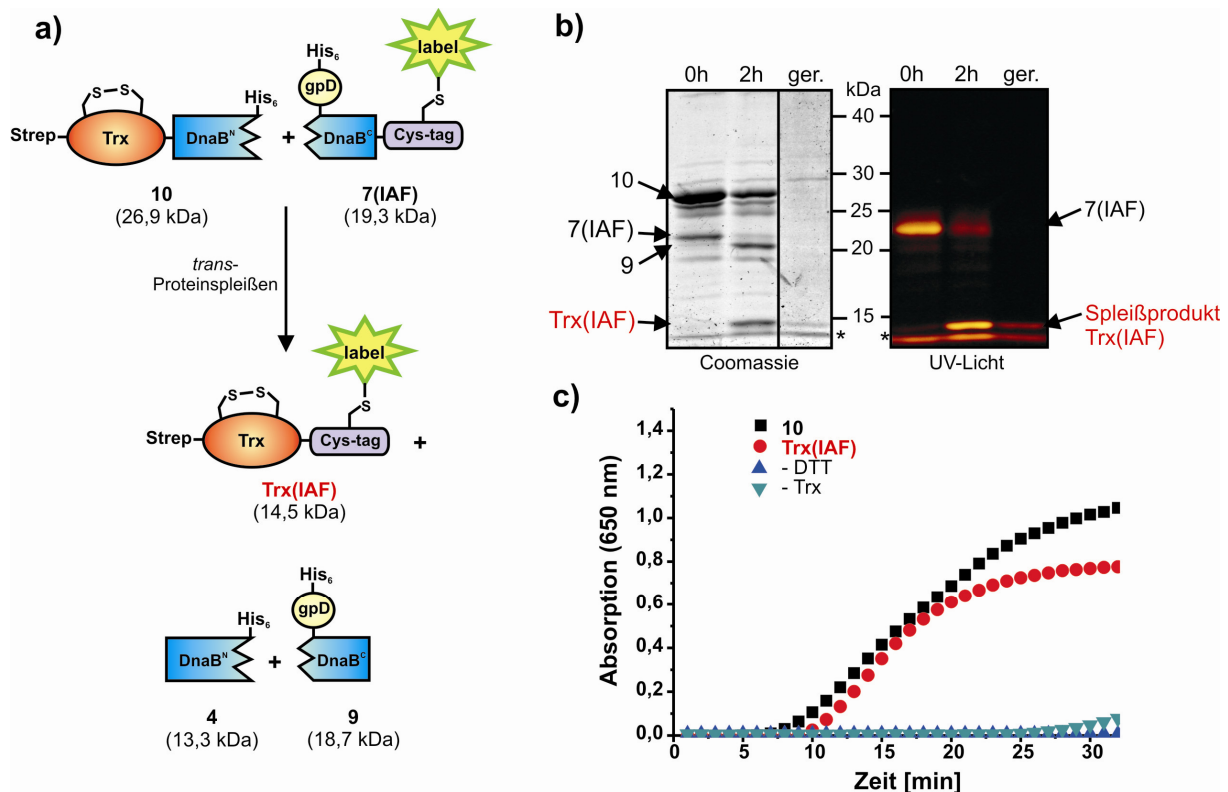 a)
label
His6
His6
gpD
S
S S
Strep
Trx
DnaBN
+
DnaBC
Cys-tag
10
7(IAF)
(26,9 kDa)
(19,3 kDa)
trans-
Proteinspleißen
label
S
S S
Strep
Trx
Cys-tag
+
Trx(IAF)
(14,5 kDa)
His6
His6
gpD
DnaBN
+
DnaBC
4
9
(13,3 kDa)
(18,7 kDa)
b)
0h 2h ger.
kDa
0h 2h ger.
40
30
25
20
15
10
7(IAF)
9
Trx(IAF)
*
Coomassie
7(IAF)
Spleißprodukt
Trx(IAF)
*
UV-Licht
c)
10
Trx(IAF)
- DTT
- Trx
Absorption (650 nm)
1,4
1,2
1,0
0,8
0,6
0,4
0,2
0,0
0 5 10 15 20 25 30
Zeit [min]